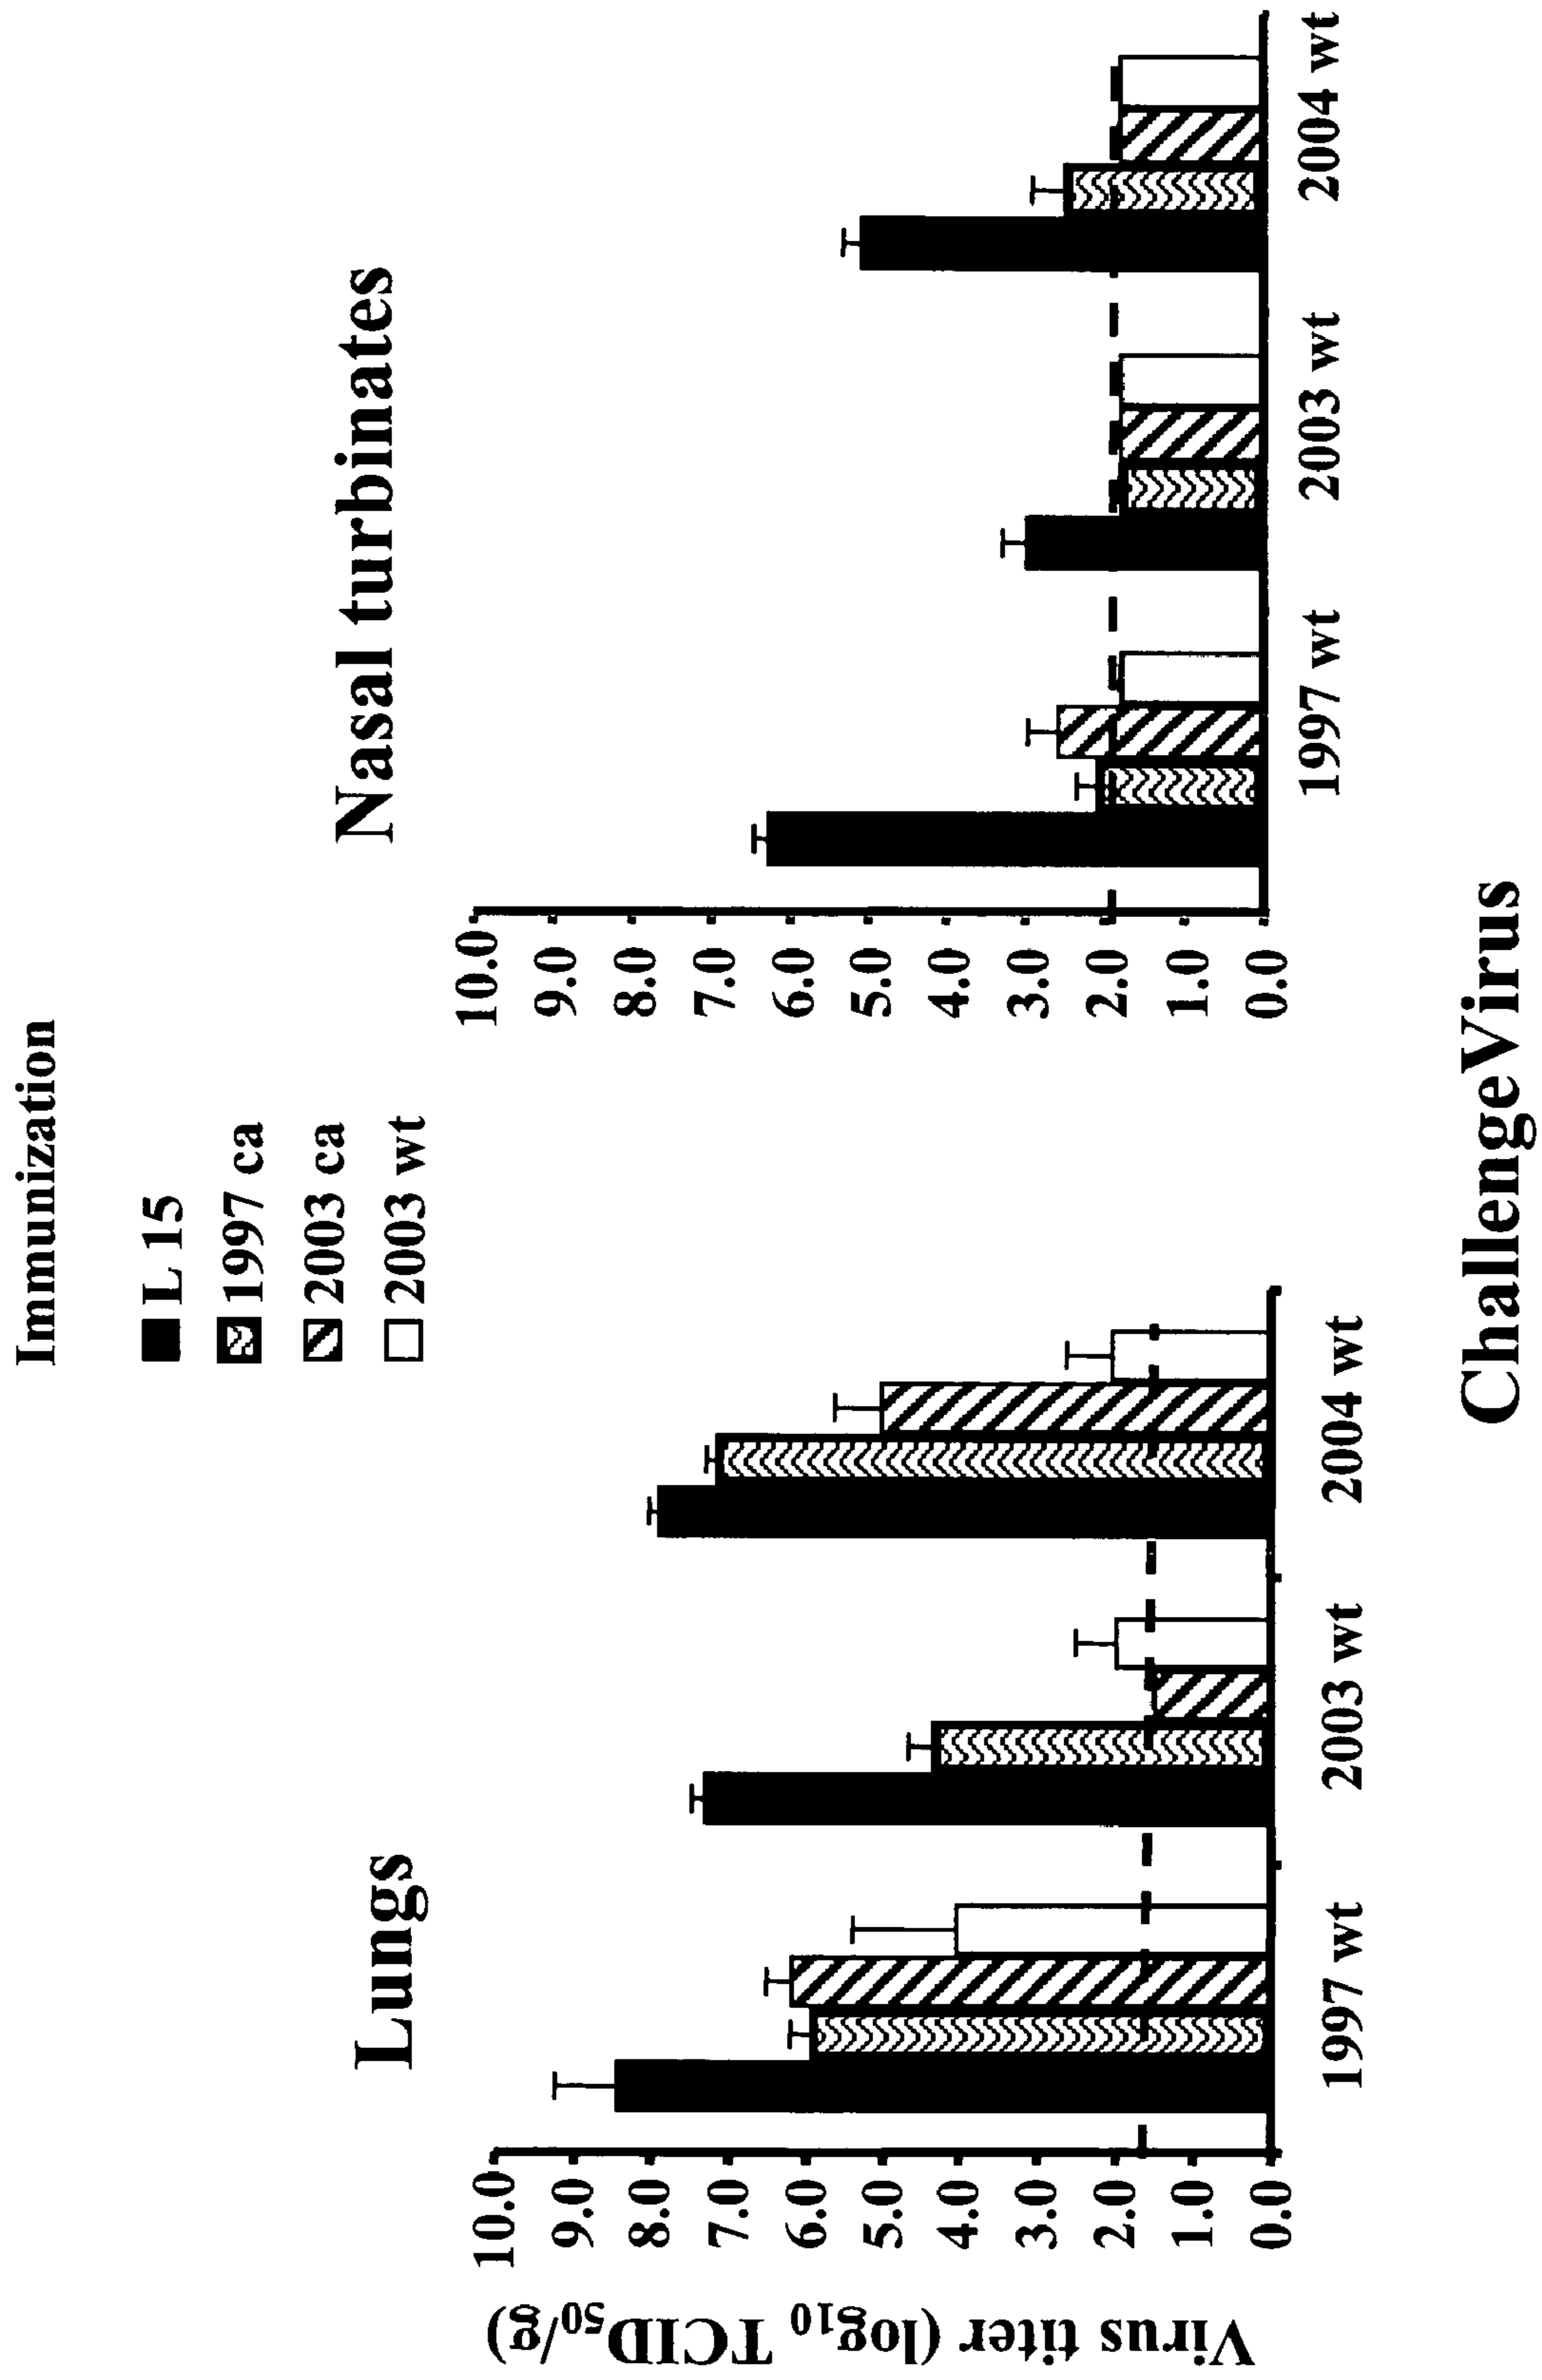 Immunization
L 15
1997 ca
2003 ca
2003 wt
Lungs
Nasal turbinates
Virus titer (log10 TCID50/g)
10.0
9.0
8.0
7.0
6.0
5.0
4.0
3.0
2.0
1.0
0.0
1997 wt
2003 wt
2004 wt
10.0
9.0
8.0
7.0
6.0
5.0
4.0
3.0
2.0
1.0
0.0
1997 wt
2003 wt
2004 wt
ChallengeVirus